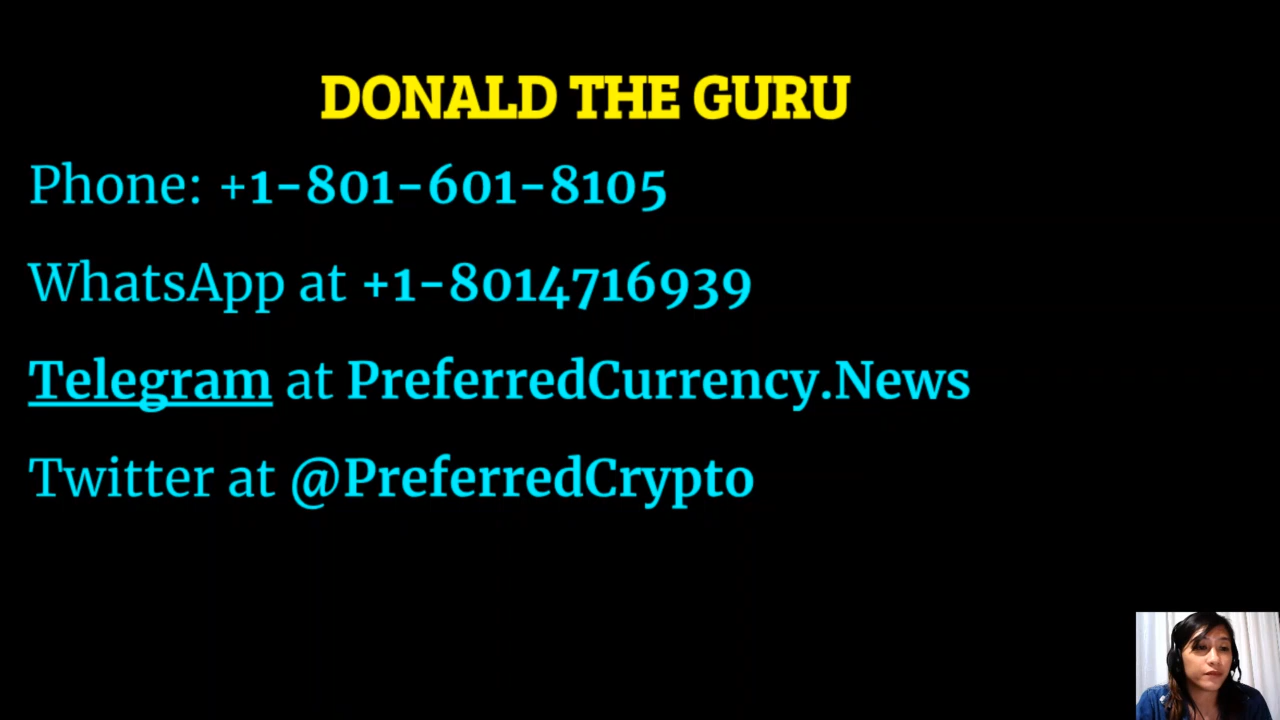 DONALD THE GURU
Phone: +1-801-601-8105
WhatsApp at +1-8014716939
Telegram at PreferredCurrency.News
Twitter at @PreferredCrypto